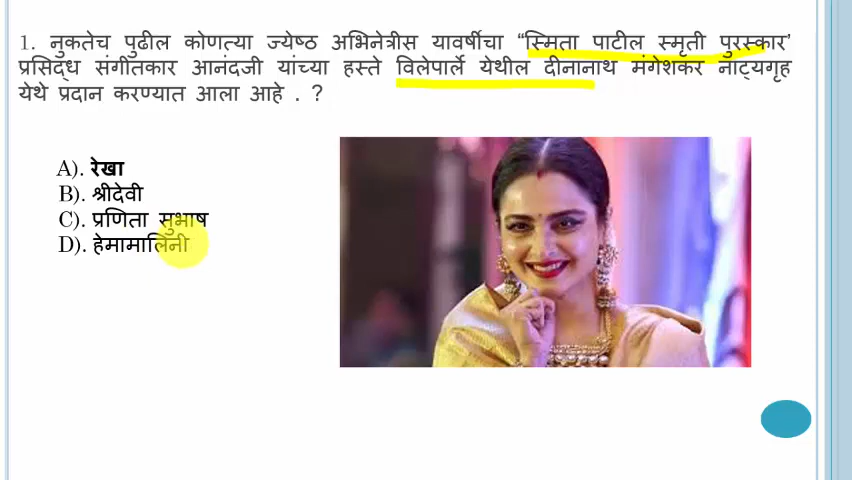 1. नुकतेच पुढील कोणत्या ज्येष्ठ अभिनेत्रीस यावर्षीचा “स्मिता पाटील स्मृती पुरस्कार’
प्रसिद्ध संगीतकार आनंदजी यांच्या हस्ते विलेपार्ले येथील दीनानाथ मंगेशकर नाट्यगृह
येथे प्रदान करण्यात आला आहे . ?
A). रेखा
B). श्रीदेवी
C). प्रणिता सुभाष
D). हेमामालिनी